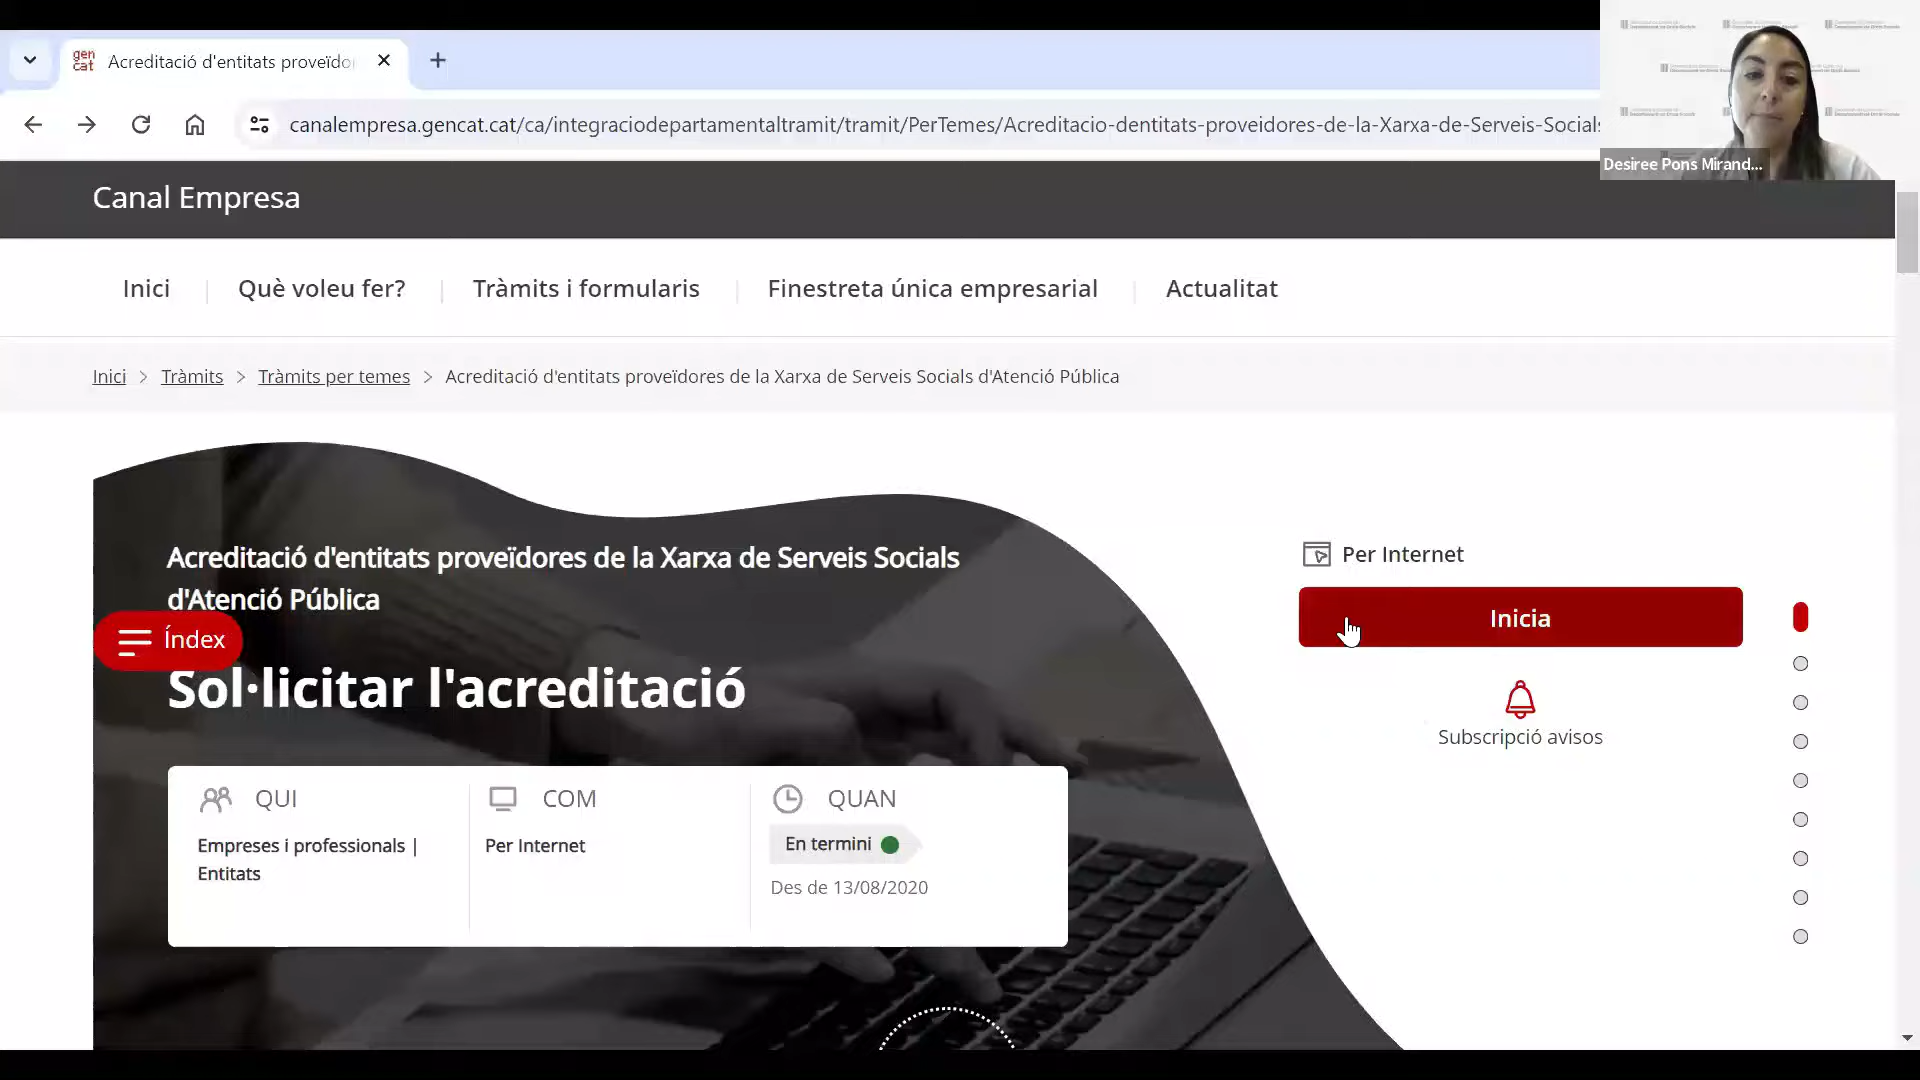 gen
cat
Acreditació d'entitats proveïdo
canalempresa.gencat.cat/ca/integraciodepartamentaltramit/tramit/PerTemes/Acreditacio-dentitats-proveidores-de-la-Xarxa-de-Serveis-Socials
Desiree Pons Mirand...
Canal Empresa
Inici
Què voleu fer?
Tràmits i formularis
Finestreta única empresarial
Actualitat
Inici > Tràmits > Tràmits per temes > Acreditació d'entitats proveïdores de la Xarxa de Serveis Socials d'Atenció Pública
Acreditació d'entitats proveïdores de la Xarxa de Serveis Socials
d'Atenció Pública
Índex
Sol·licitar l'acreditació
QUI
Empreses i professionals |
Entitats
COM
Per Internet
QUAN
En termini
Des de 13/08/2020
Per Internet
Inicia
Subscripció avisos